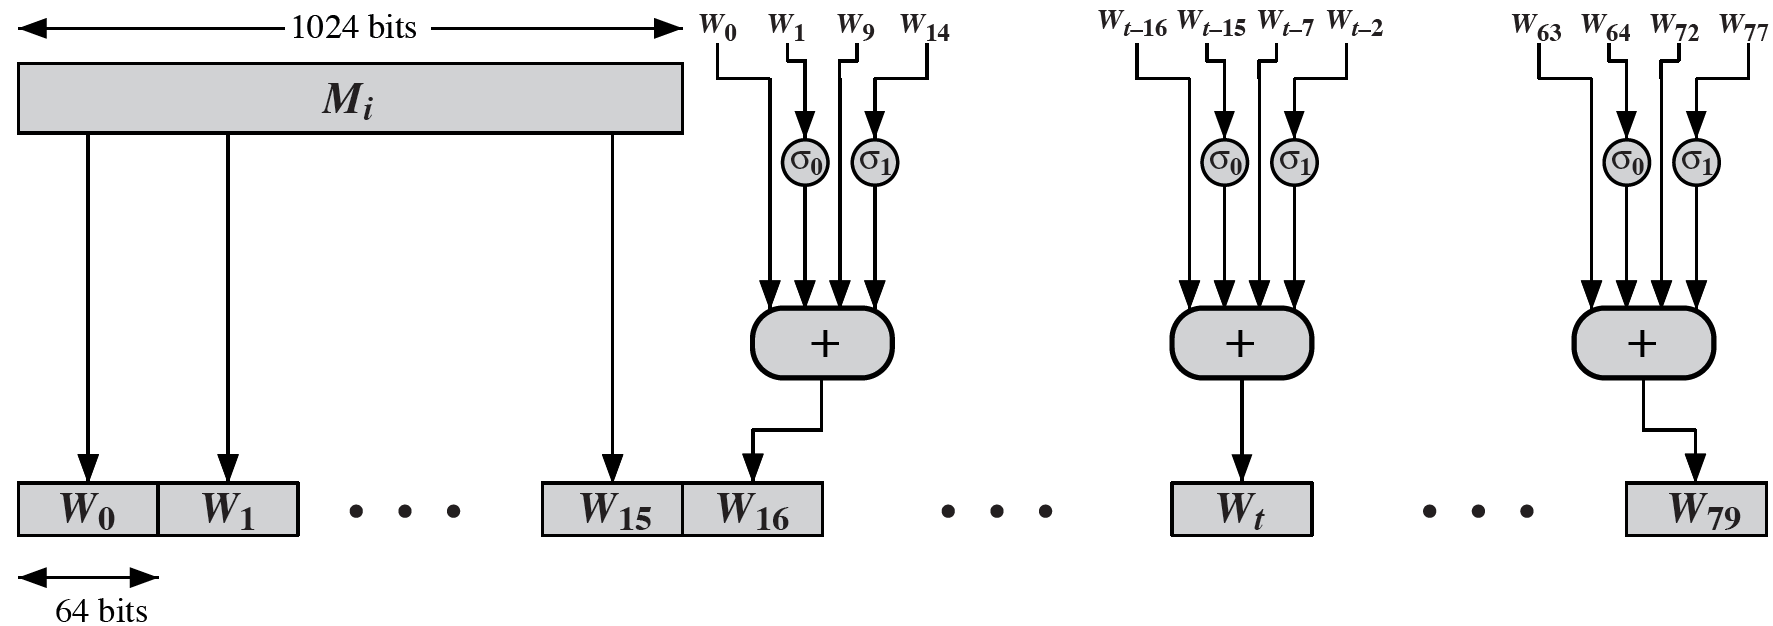 1024 bits
W0 W1 W9 W14
Wt–16 Wt–15 Wt–7 Wt–2
W63 W64 W72 W77
Mi
σ0 σ1
σ0 σ1
σ0 σ1
+ + +
W0 W1 • • • W15 W16 • • • Wt • • • W79
64 bits